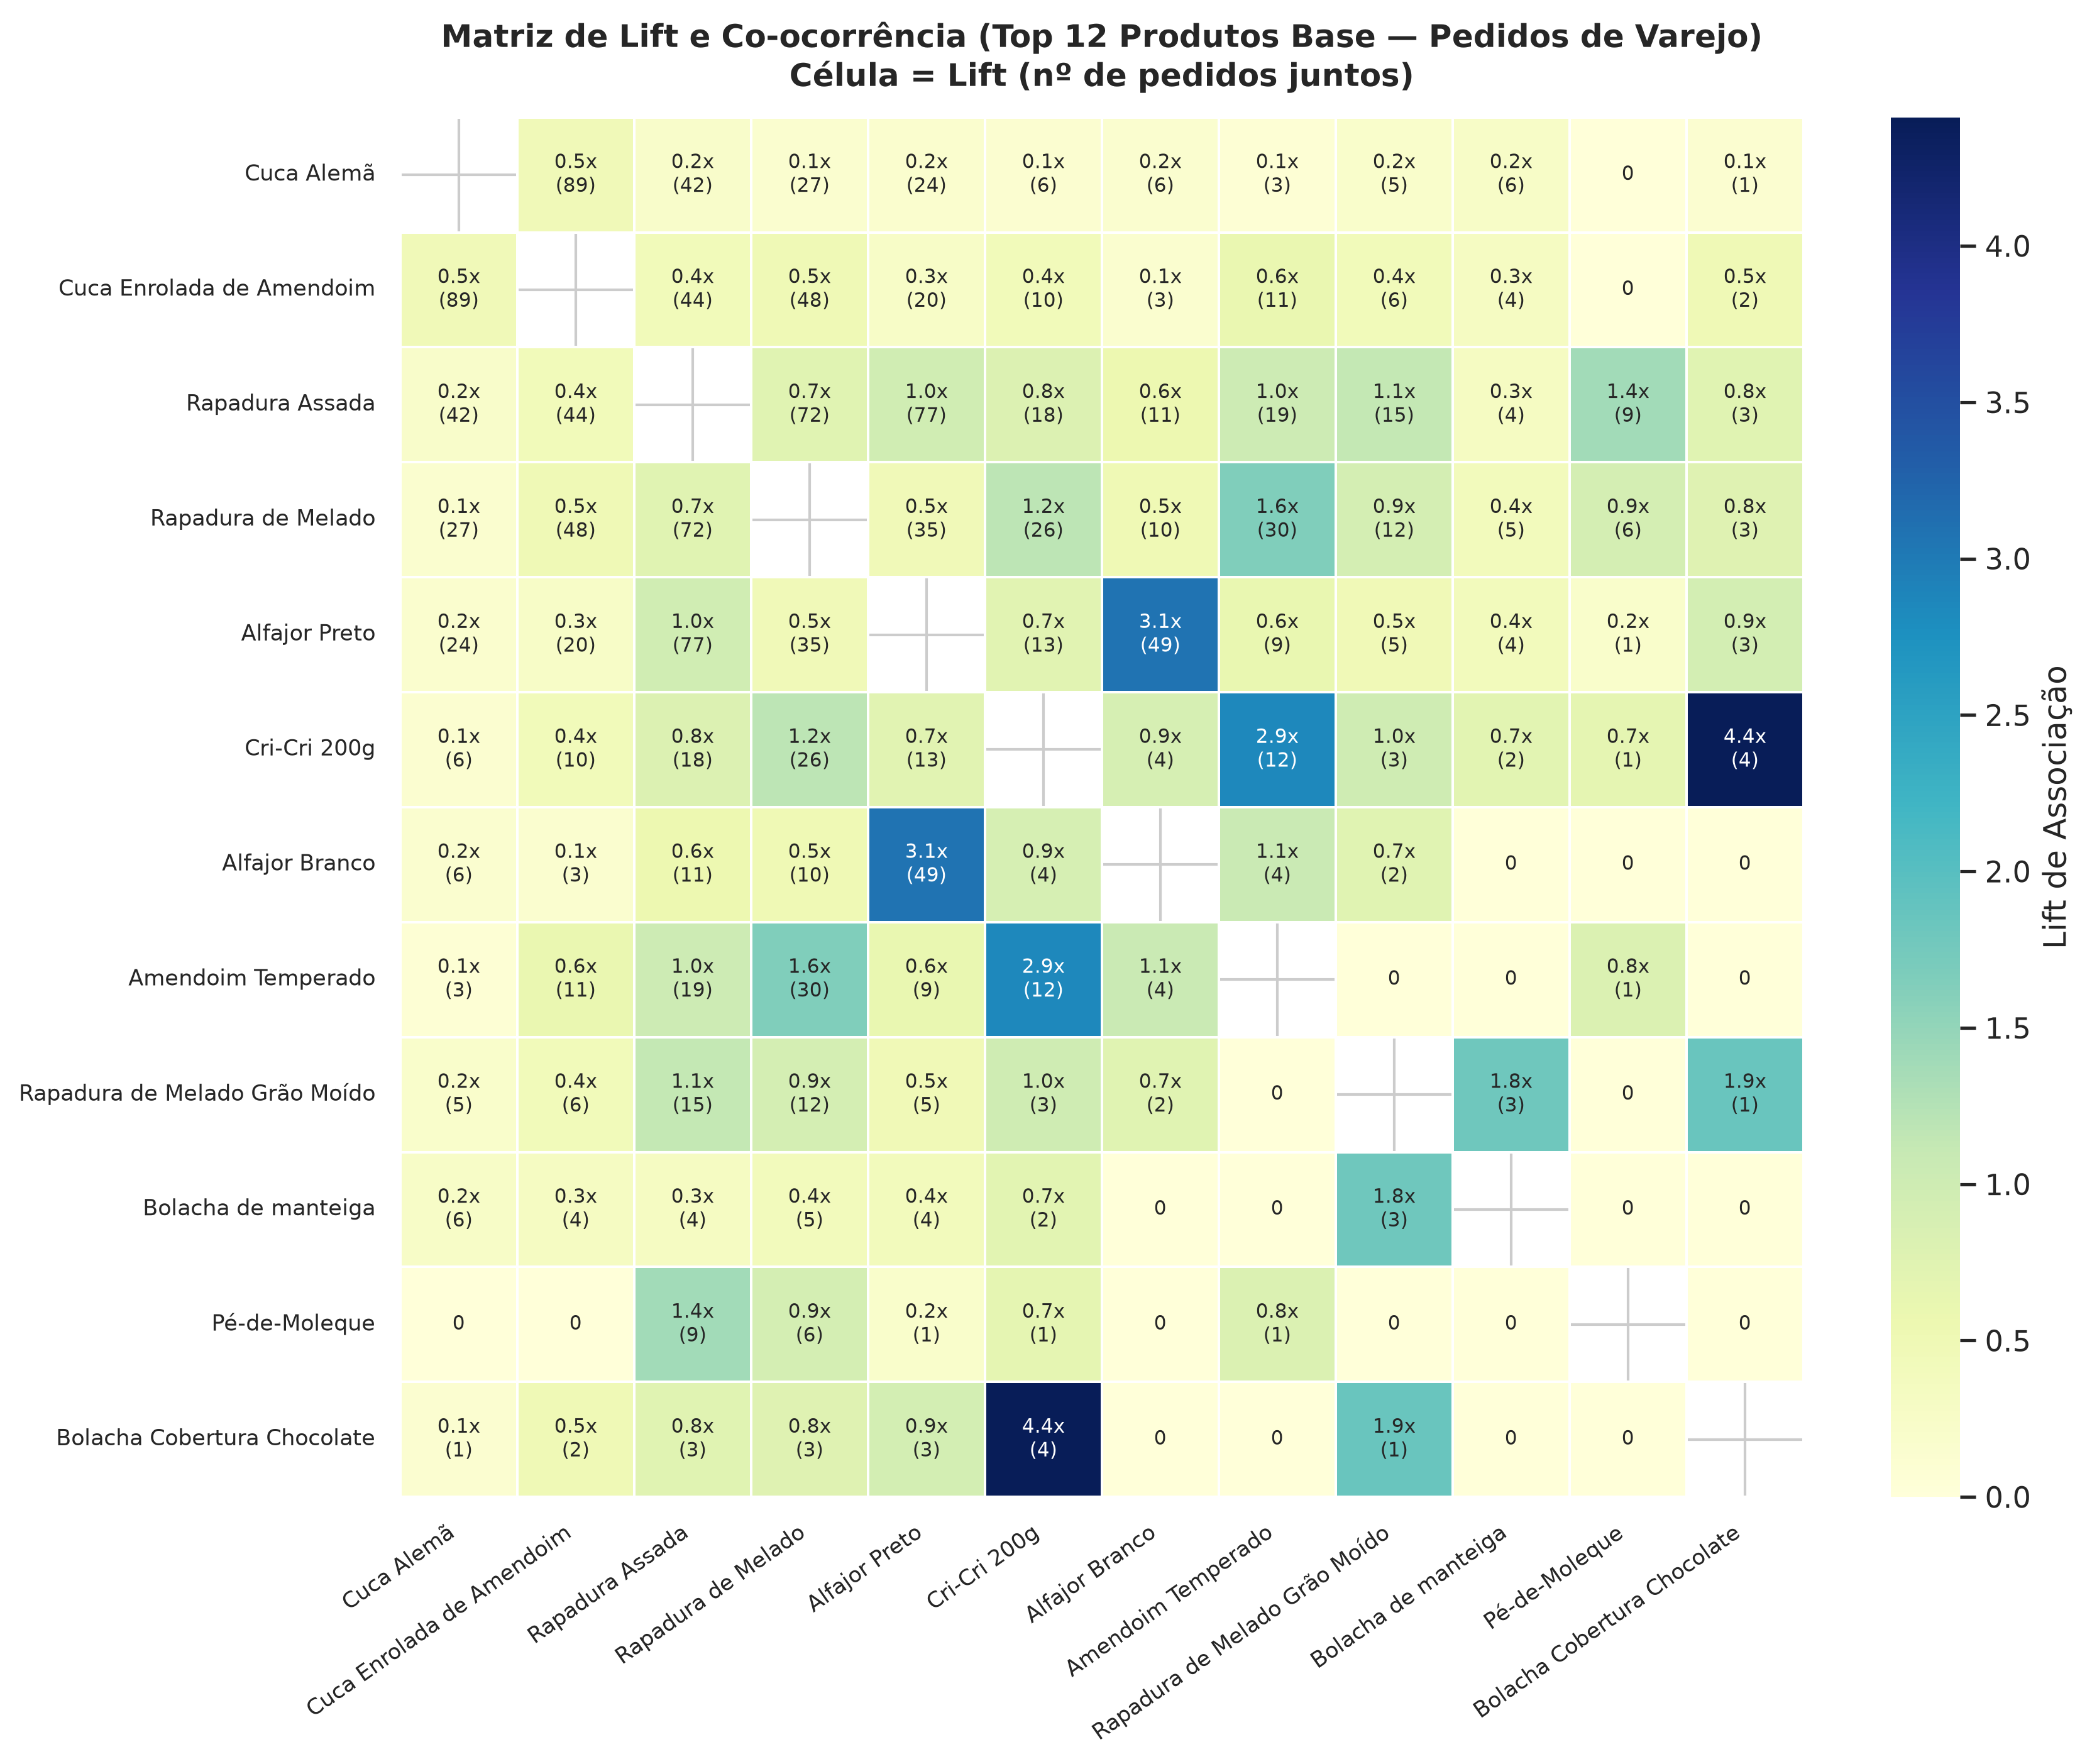 Matriz de Lift e Co-ocorrência (Top 12 Produtos Base — Pedidos de Varejo)
Célula = Lift (nº de pedidos juntos)
Cuca Alemã
0.5x 0.2x 0.1x 0.2x 0.1x 0.2x 0.1x 0.2x 0.2x 0 0.1x
(89) (42) (27) (24) (6) (6) (3) (5) (6) (1)
Cuca Enrolada de Amendoim
0.5x 0.4x 0.5x 0.3x 0.4x 0.1x 0.6x 0.4x 0.3x 0 0.5x
(89) (44) (48) (20) (10) (3) (11) (6) (4) (2)
Rapadura Assada
0.2x 0.4x 0.7x 1.0x 0.8x 0.6x 1.0x 1.1x 0.3x 1.4x 0.8x
(42) (44) (72) (77) (18) (11) (19) (15) (4) (9) (3)
Rapadura de Melado
0.1x 0.5x 0.7x 0.5x 1.2x 0.5x 1.6x 0.9x 0.4x 0.9x 0.8x
(27) (48) (72) (35) (26) (10) (30) (12) (5) (6) (3)
Alfajor Preto
0.2x 0.3x 1.0x 0.5x 0.7x 3.1x 0.6x 0.5x 0.4x 0.2x 0.9x
(24) (20) (77) (35) (13) (49) (9) (5) (4) (1) (3)
Cri-Cri 200g
0.1x 0.4x 0.8x 1.2x 0.7x 0.9x 2.9x 1.0x 0.7x 0.7x 4.4x
(6) (10) (18) (26) (13) (4) (12) (3) (2) (1) (4)
Alfajor Branco
0.2x 0.1x 0.6x 0.5x 3.1x 0.9x 1.1x 0.7x 0 0 0
(6) (3) (11) (10) (49) (4) (4) (2)
Amendoim Temperado
0.1x 0.6x 1.0x 1.6x 0.6x 2.9x 1.1x 0 0 0.8x 0
(3) (11) (19) (30) (9) (12) (4) (1)
Rapadura de Melado Grão Moído
0.2x 0.4x 1.1x 0.9x 0.5x 1.0x 0.7x 0 1.8x 0 1.9x
(5) (6) (15) (12) (5) (3) (2) (3) (1)
Bolacha de manteiga
0.2x 0.3x 0.3x 0.4x 0.4x 0.7x 0 0 1.8x 0 0
(6) (4) (4) (5) (4) (2) (3)
Pé-de-Moleque
0 0 1.4x 0.9x 0.2x 0.7x 0 0.8x 0 0 0
(9) (6) (1) (1) (1)
Bolacha Cobertura Chocolate
0.1x 0.5x 0.8x 0.8x 0.9x 4.4x 0 0 1.9x 0 0
(1) (2) (3) (3) (3) (4) (1)
Cuca Alemã
Cuca Enrolada de Amendoim
Rapadura Assada
Rapadura de Melado
Alfajor Preto
Cri-Cri 200g
Alfajor Branco
Amendoim Temperado
Rapadura de Melado Grão Moído
Bolacha de manteiga
Pé-de-Moleque
Bolacha Cobertura Chocolate
4.0
3.5
3.0
2.5
2.0
1.5
1.0
0.5
0.0
Lift de Associação